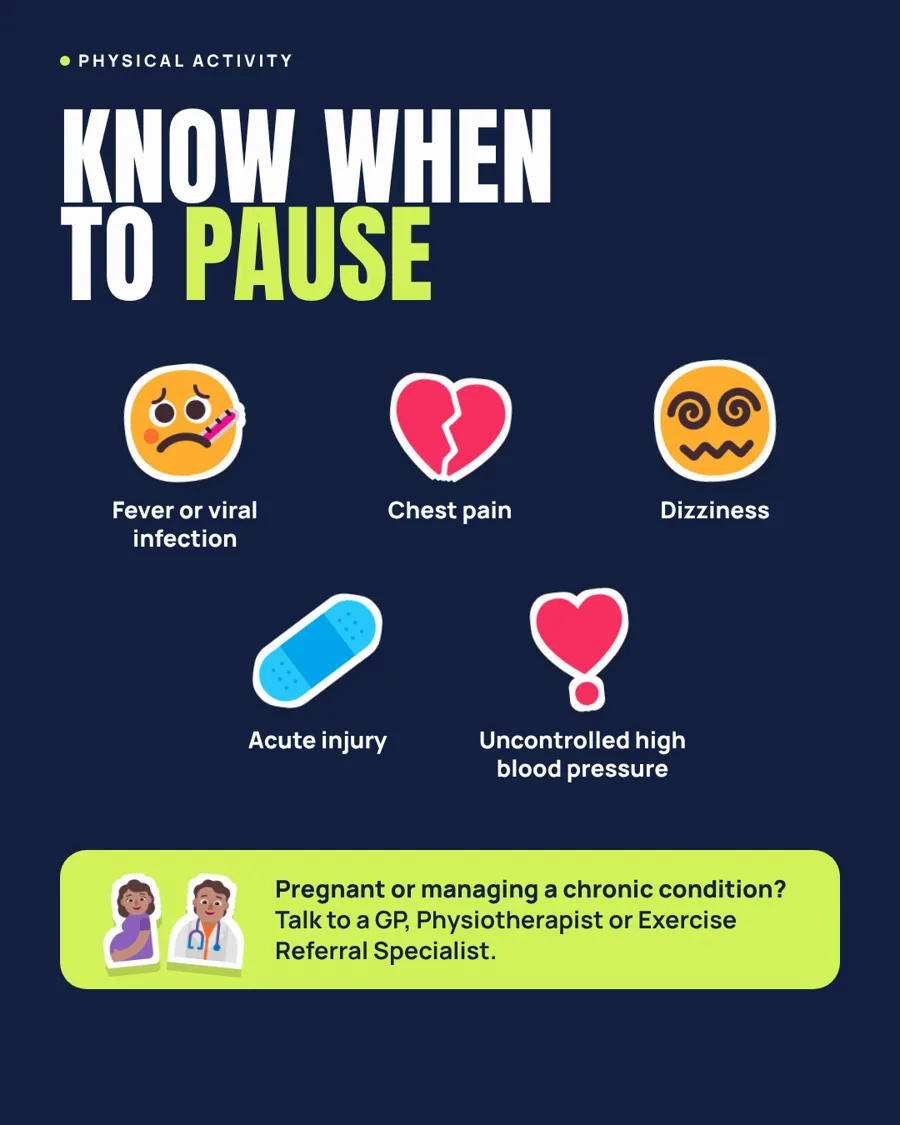 PHYSICAL ACTIVITY
KNOW WHEN
TO PAUSE
Fever or viral
infection
Chest pain
Dizziness
Acute injury
Uncontrolled high
blood pressure
Pregnant or managing a chronic condition?
Talk to a GP, Physiotherapist or Exercise
Referral Specialist.